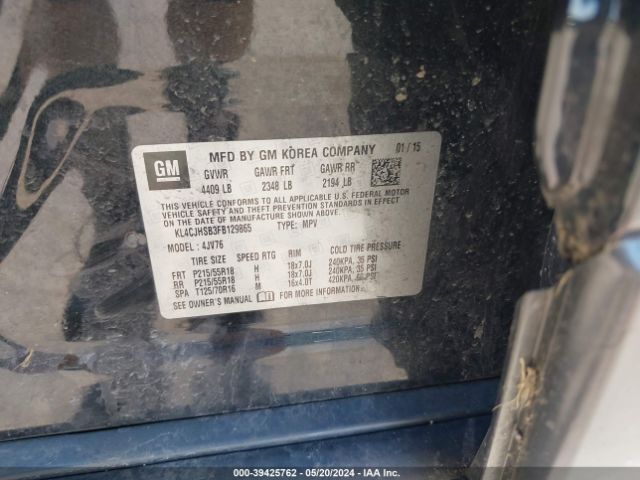 GM
MFD BY GM KOREA COMPANY 01/15
GVWR GAWR FRT GAWR RR
4409 LB 2348 LB 2194 LB
THIS VEHICLE CONFORMS TO ALL APPLICABLE U.S. FEDERAL MOTOR
VEHICLE SAFETY AND THEFT PREVENTION STANDARDS IN EFFECT ON
THE DATE OF MANUFACTURE SHOWN ABOVE.
KL4CJHSB3FB129865 TYPE: MPV
MODEL: 4JV76
TIRE SIZE SPEED RTG RIM COLD TIRE PRESSURE
FRT P215/55R18 H 18x7.0J 240KPA, 35 PSI
RR P215/55R18 H 18x7.0J 240KPA, 35 PSI
SPA T125/70R16 M 16x4.0T 420KPA, PSI
SEE OWNER'S MANUAL FOR MORE INFORMATION.
000-39425762 - 05/20/2024 - IAA Inc.